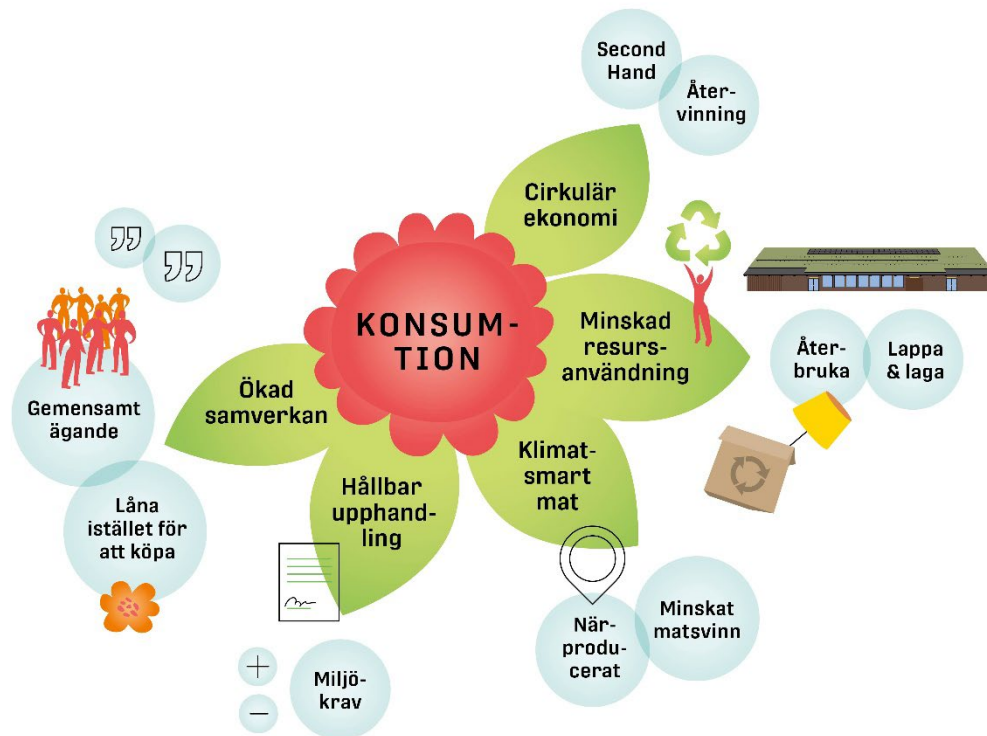 Second
Hand
Åter-
vinning
Cirkulär
ekonomi
KONSUM-
TION
Minskad
resurs-
användning
Åter-
bruka
Lappa
& laga
Ökad
samverkan
Gemensamt
ägande
Klimat-
smart
mat
Hållbar
upphand-
ling
Låna
istället för
att köpa
När-
produ-
cerat
Minskat
matsvinn
Miljö-
krav